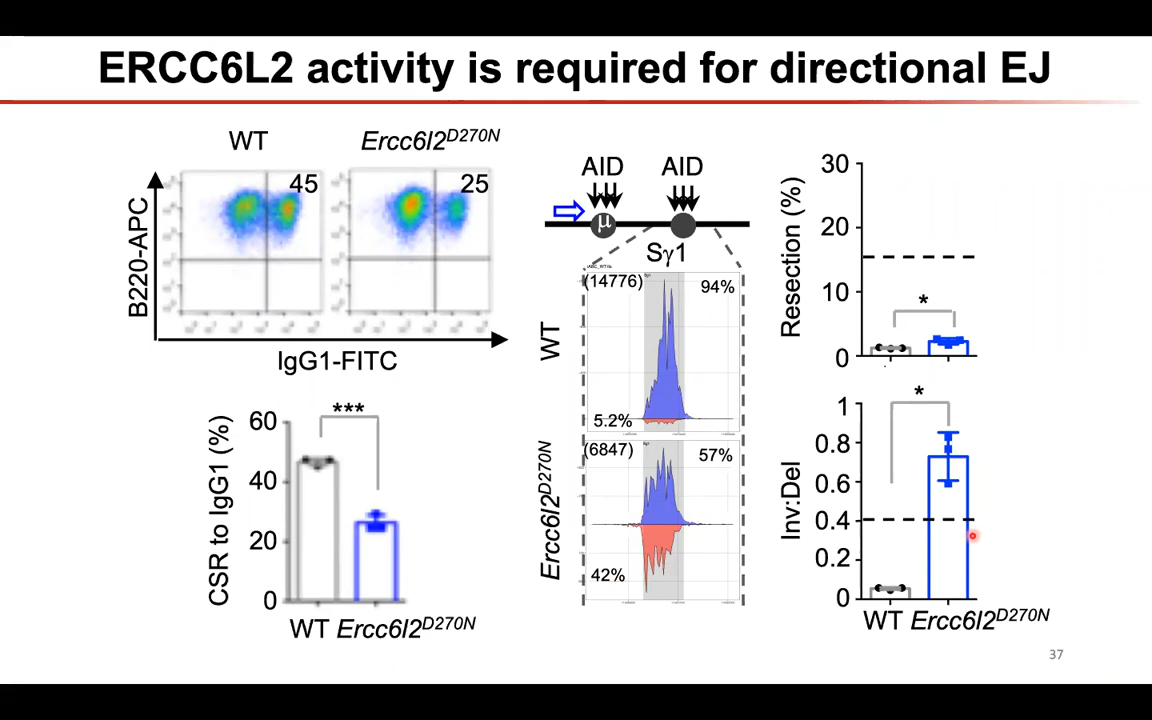 ERCC6L2 activity is required for directional EJ
WT
Ercc6l2D270N
45
25
B220-APC
IgG1-FITC
CSR to IgG1 (%)
60
40
20
0
***
WT Ercc6l2D270N
AID AID
μ
Sγ1
WT
(14776)
94%
5.2%
Ercc6l2D270N
(6847)
57%
42%
Resection (%)
30
20
10
0
*
Inv:Del
1
0.8
0.6
0.4
0.2
0
*
WT Ercc6l2D270N
37